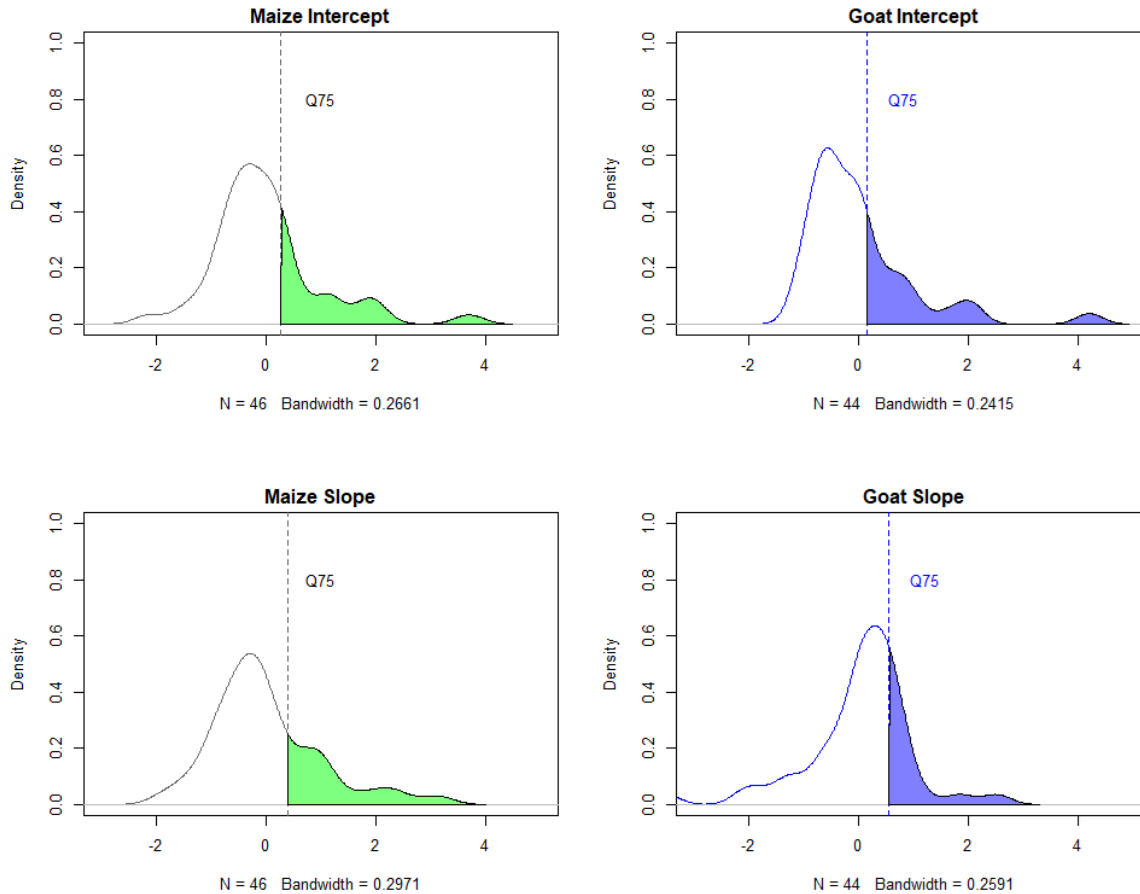 Maize Intercept
Density
0.0 0.2 0.4 0.6 0.8 1.0
Q75
-2 0 2 4
N = 46 Bandwidth = 0.2661
Goat Intercept
Density
0.0 0.2 0.4 0.6 0.8 1.0
Q75
-2 0 2 4
N = 44 Bandwidth = 0.2415
Maize Slope
Density
0.0 0.2 0.4 0.6 0.8 1.0
Q75
-2 0 2 4
N = 46 Bandwidth = 0.2971
Goat Slope
Density
0.0 0.2 0.4 0.6 0.8 1.0
Q75
-2 0 2 4
N = 44 Bandwidth = 0.2591